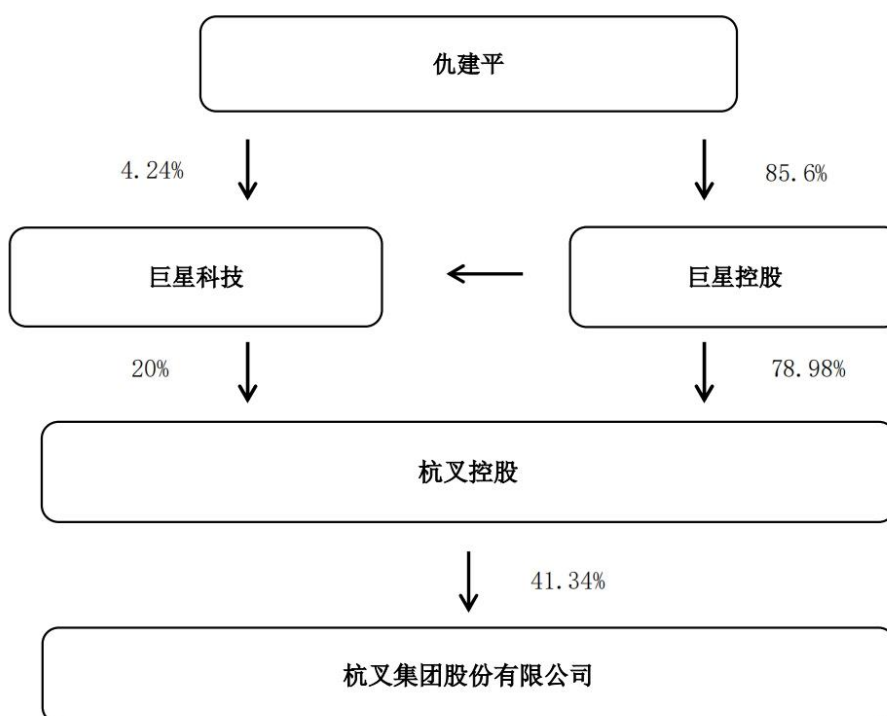 仇建平
4.24%
85.6%
巨星科技
巨星控股
20%
78.98%
杭叉控股
41.34%
杭叉集团股份有限公司